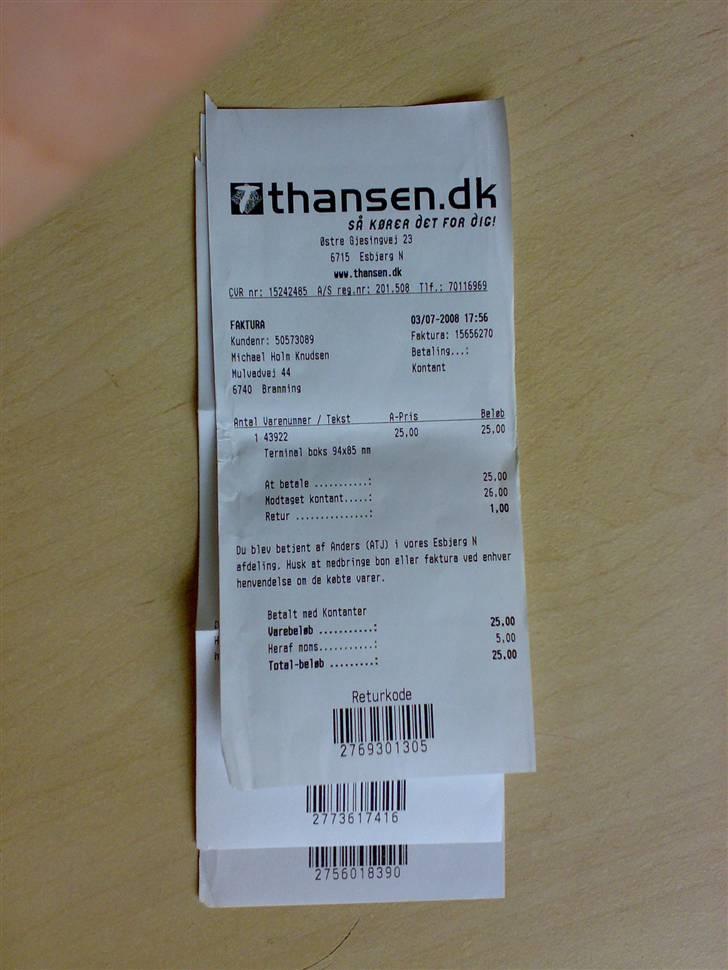 thansen.dk
SÅ KØRER DET FOR DIG!
Østre Gjesingvej 23
6715 Esbjerg N
www.thansen.dk
CVR nr: 15242485 A/S reg.nr: 201.508 Tlf.: 70116969
FAKTURA 03/07-2008 17:56
Kundenr: 50573089 Faktura: 15656270
Michael Holm Knudsen Betaling...:
Mulvadvej 44 Kontant
6740 Bramming
Antal Varenummer / Tekst A-Pris Beløb
1 43922 25,00 25,00
Terminal boks 94x85 mm
At betale ...........: 25,00
Modtaget kontant.....: 26,00
Retur ...............: 1,00
Du blev betjent af Anders (ATJ) i vores Esbjerg N
afdeling. Husk at medbringe bon eller faktura ved enhver
henvendelse om de købte varer.
Betalt med Kontanter
Varebeløb ...........: 25,00
Heraf moms...........: 5,00
Total-beløb .........: 25,00
Returkode
2769301305
2773617416
2756018390